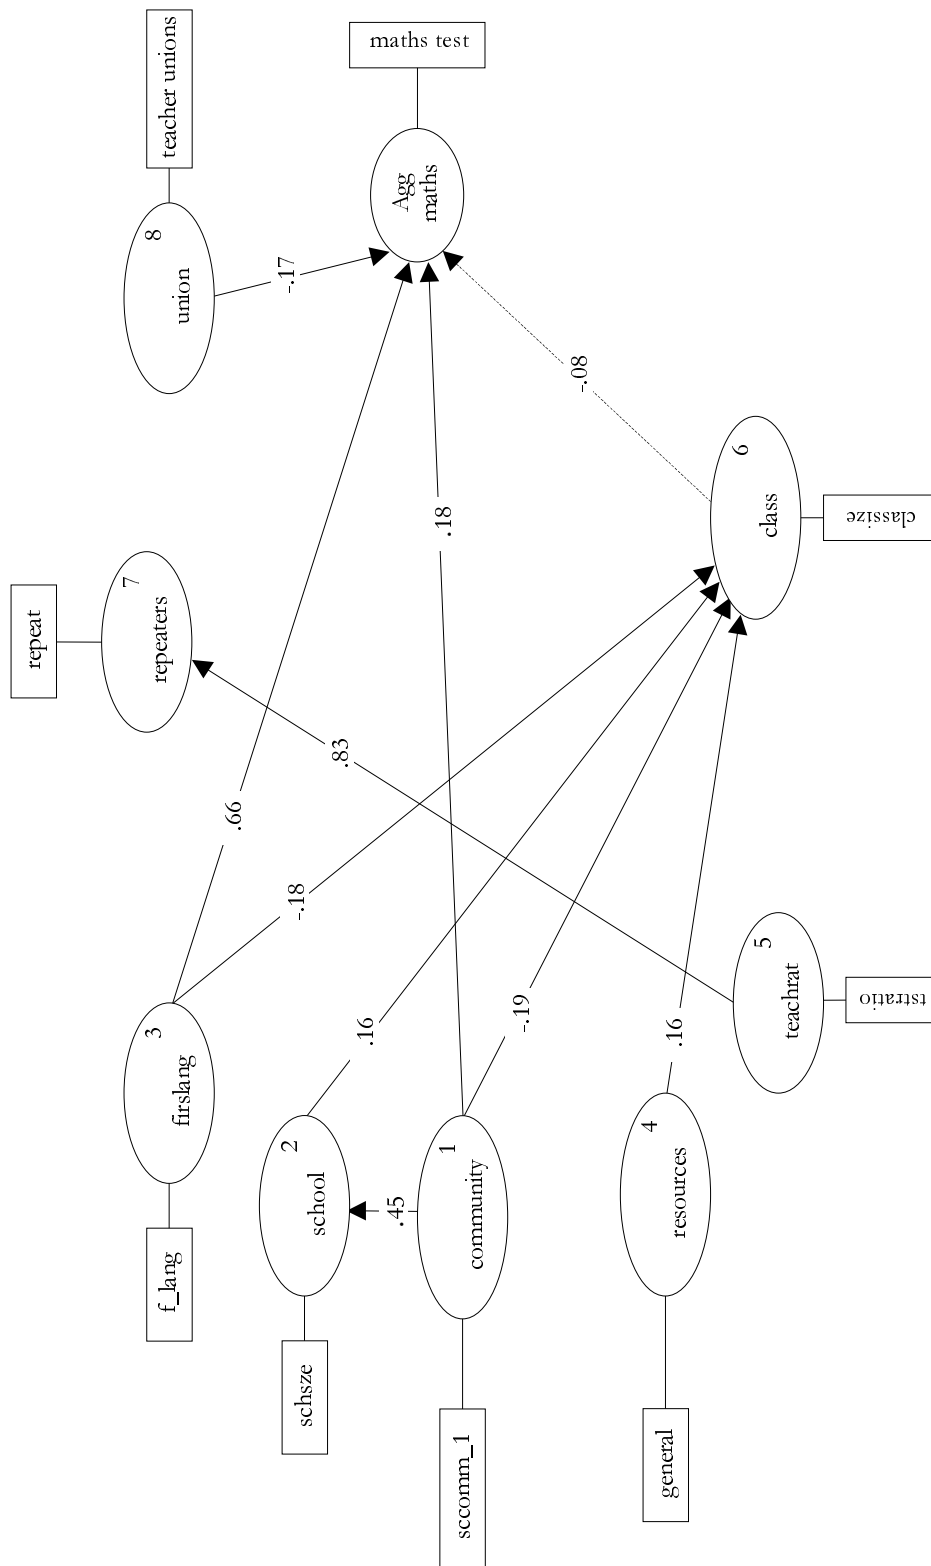 repeat
7
repeaters
teacher unions
8
union
-.17
maths test
Agg
maths
f_lang
3
firslang
.66
-.18
.83
schsze
2
school
.16
.45
.18
sccomm_1
1
community
-.19
-.08
general
4
resources
.16
6
class
classize
5
teachrat
tstratio